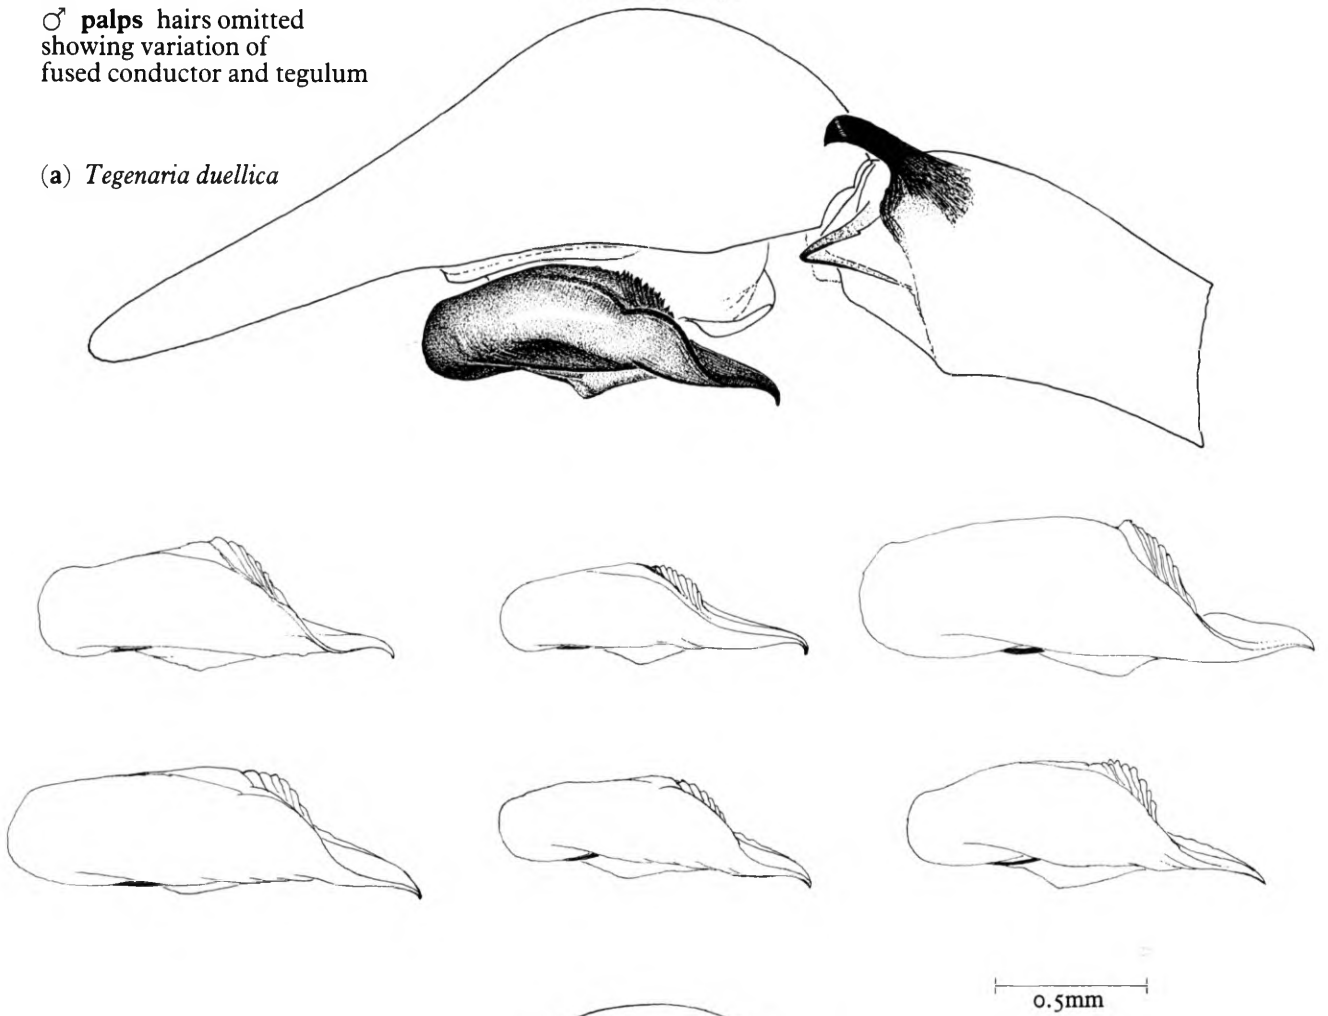 ♂ palps hairs omitted
showing variation of
fused conductor and tegulum
(a) Tegenaria duellica
0.5mm